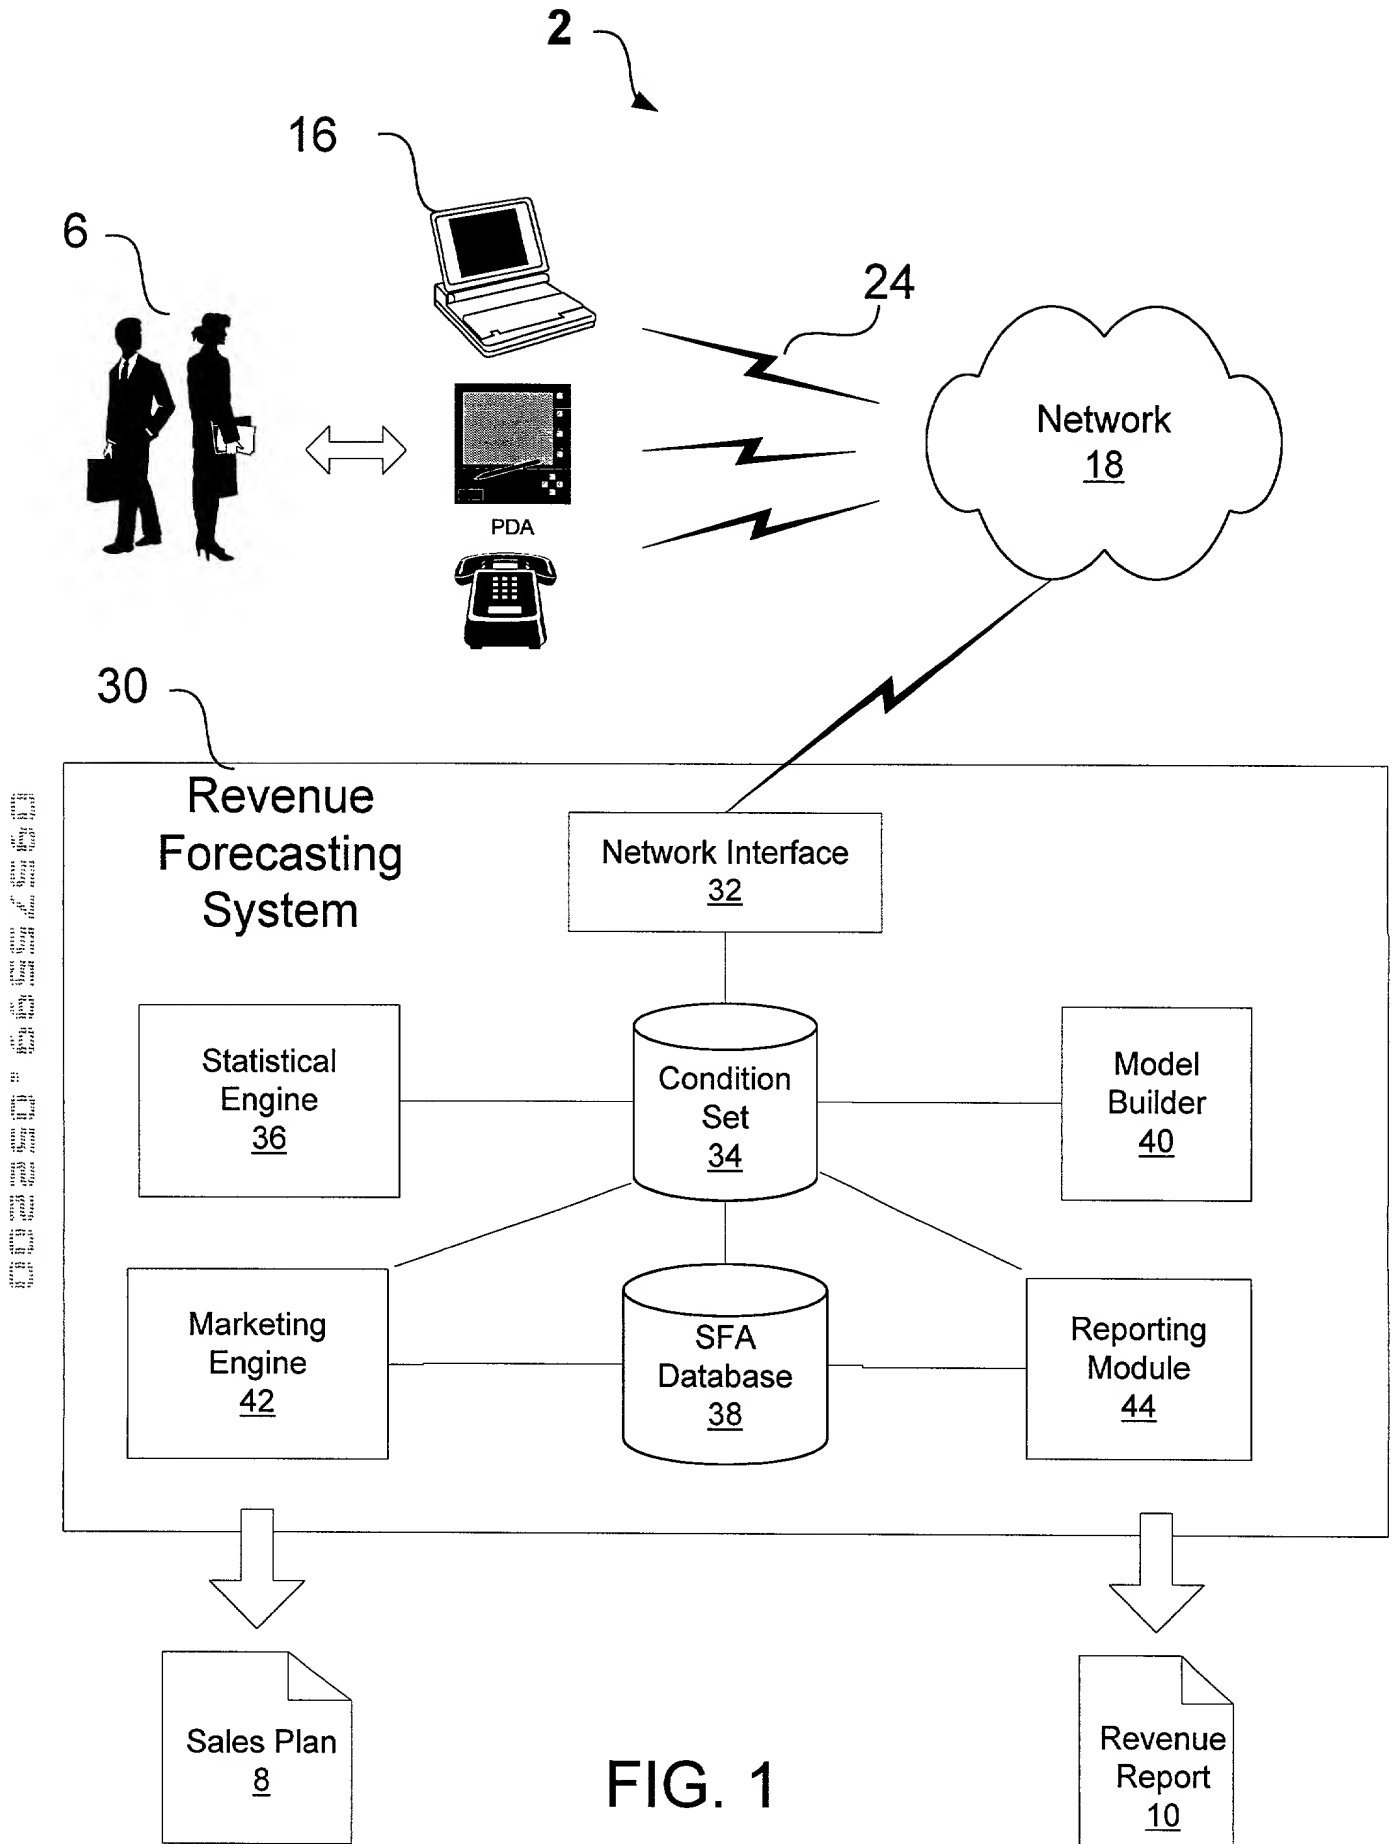 2
16
6
24
Network
18
PDA
30
Revenue
Forecasting
System
Network Interface
32
Statistical
Engine
36
Condition
Set
34
Model
Builder
40
Marketing
Engine
42
SFA
Database
38
Reporting
Module
44
Sales Plan
8
Revenue
Report
10
FIG. 1
09575599.052200